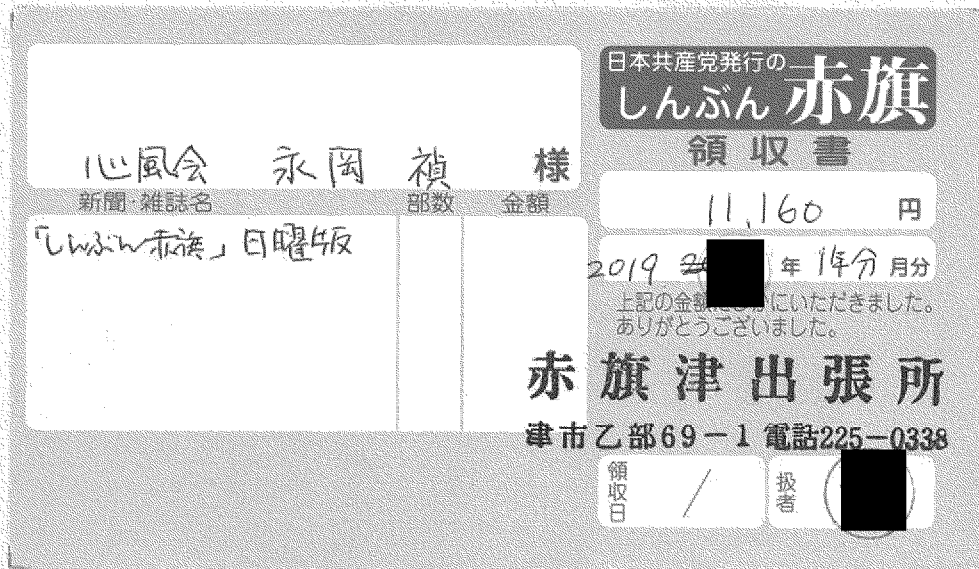 心風会 永岡 禎 様
新聞・雑誌名 部数 金額
「しんぶん赤旗」日曜版
日本共産党発行の
しんぶん 赤旗
領収書
11,160 円
2019 年 1年分 月分
上記の金額 にいただきました。
ありがとうございました。
赤旗津出張所
津市乙部69-1 電話225-0338
領収日 /
扱者